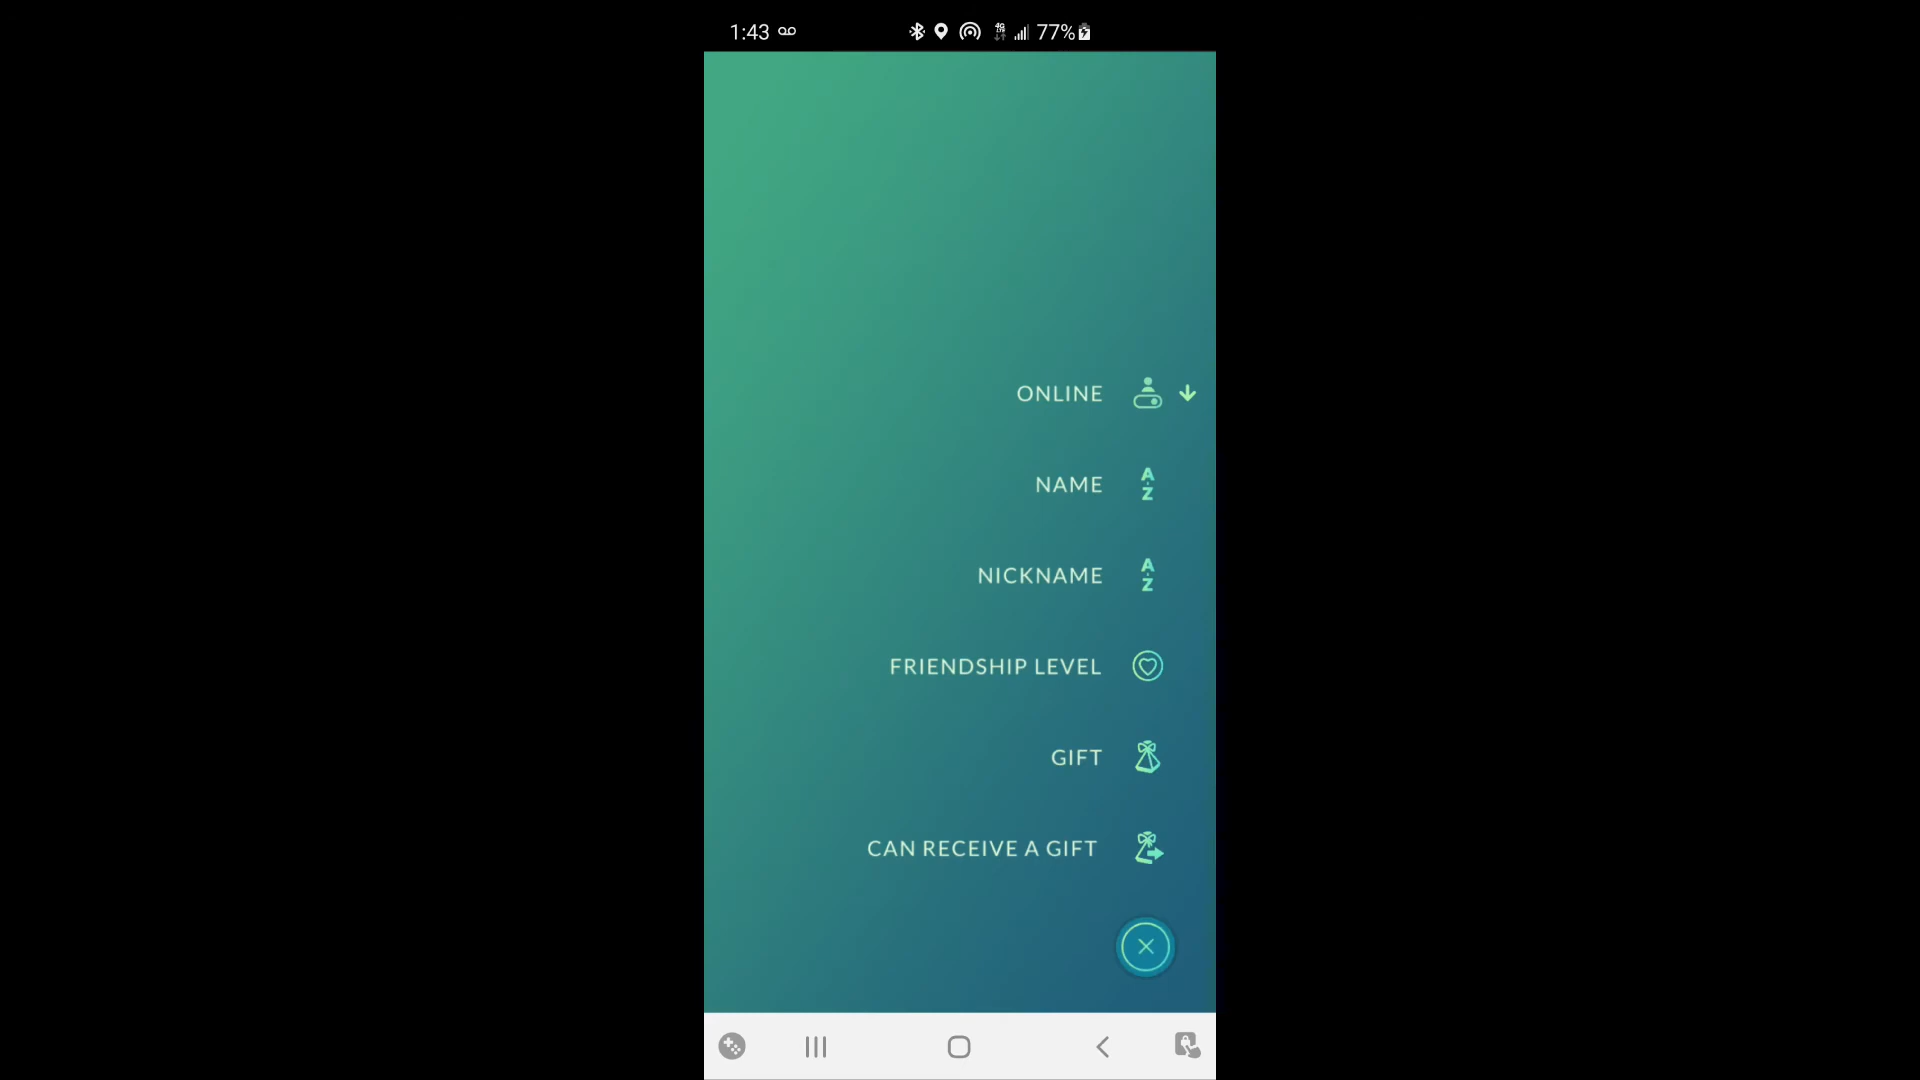 1:43
77%
ONLINE
NAME
A
Z
NICKNAME
A
Z
FRIENDSHIP LEVEL
GIFT
CAN RECEIVE A GIFT